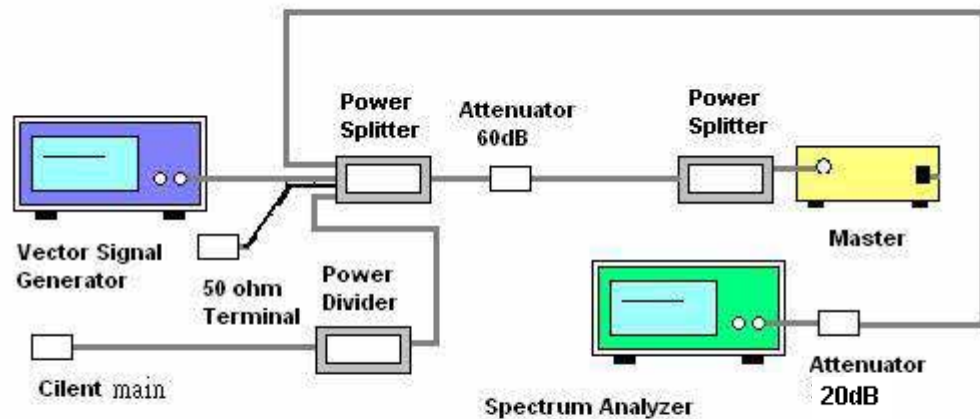 Power
Splitter
Attenuator
60dB
Power
Splitter
Vector Signal
Generator
50 ohm
Terminal
Power
Divider
Master
Cilent main
Spectrum Analyzer
Attenuator
20dB